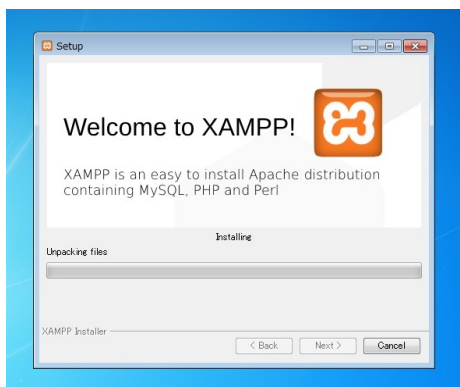 Setup
Welcome to XAMPP!
XAMPP is an easy to install Apache distribution
containing MySQL, PHP and Perl
Installing
Unpacking files
XAMPP Installer
< Back
Next >
Cancel